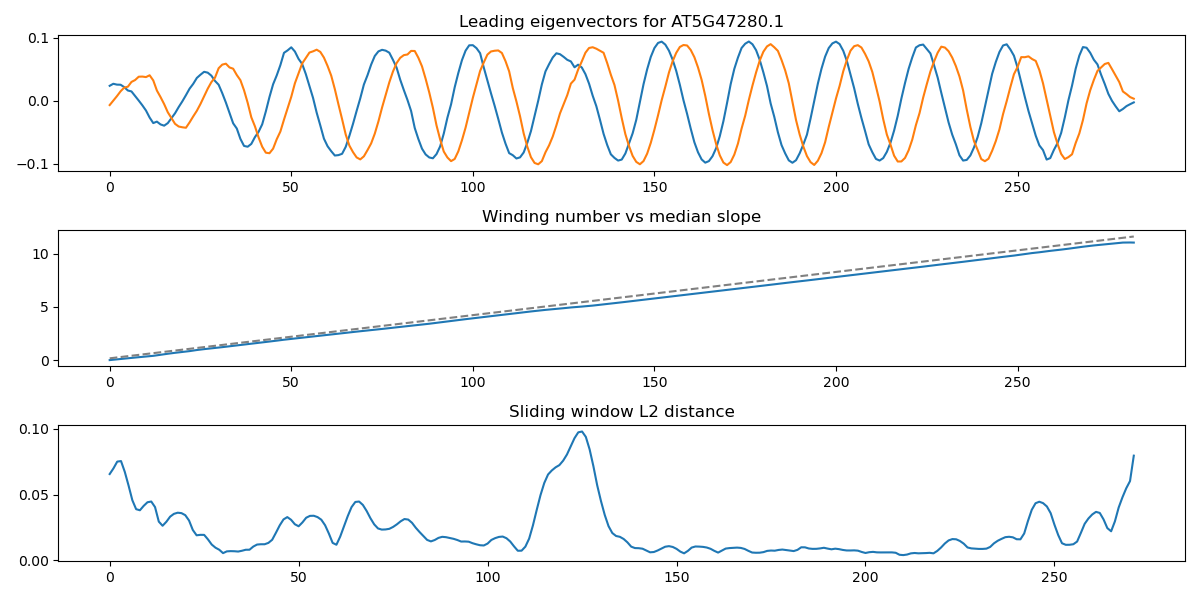 Leading eigenvectors for AT5G47280.1
0.1
0.0
−0.1
0 50 100 150 200 250
Winding number vs median slope
10
5
0
0 50 100 150 200 250
Sliding window L2 distance
0.10
0.05
0.00
0 50 100 150 200 250